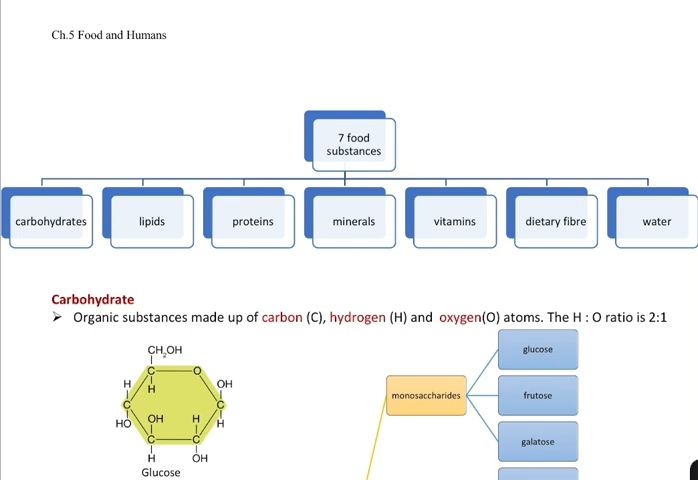 Ch.5 Food and Humans
7 food
substances
carbohydrates
lipids
proteins
minerals
vitamins
dietary fibre
water
Carbohydrate
➢ Organic substances made up of carbon (C), hydrogen (H) and oxygen(O) atoms. The H : O ratio is 2:1
CH₂OH
C
O
H
H
OH
C
C
HO
OH
H
H
C
C
H
OH
Glucose
monosaccharides
glucose
frutose
galatose